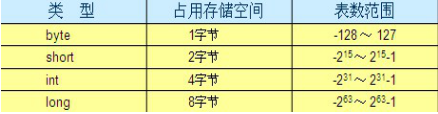 类 型 占用存储空间 表数范围
byte 1字节 -128～127
short 2字节 -2¹⁵～2¹⁵-1
int 4字节 -2³¹～2³¹-1
long 8字节 -2⁶³～2⁶³-1